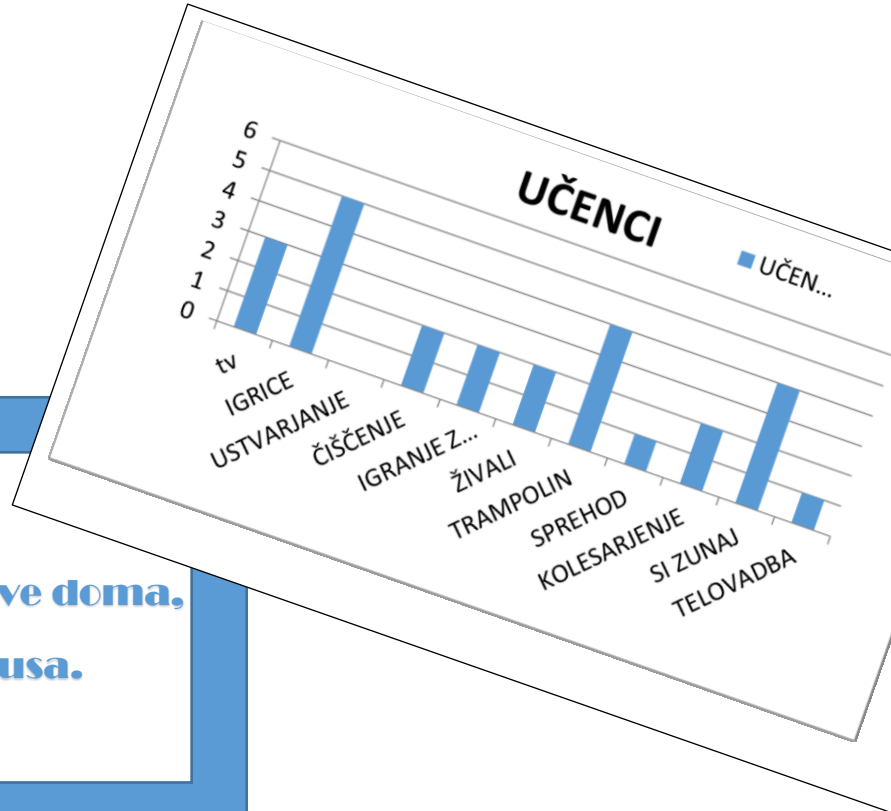 UČENCI
UČEN...
6
5
4
3
2
1
0
tv
IGRICE
USTVARJANJE
ČIŠČENJE
IGRANJE Z...
ŽIVALI
TRAMPOLIN
SPREHOD
KOLESARJENJE
SI ZUNAJ
TELOVADBA
ve doma,
usa.